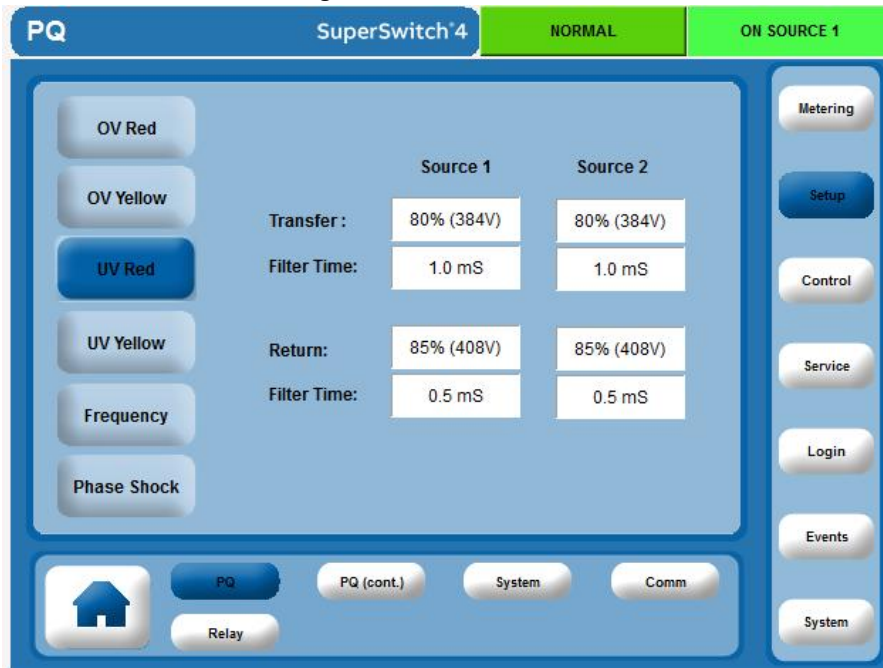 PQ SuperSwitch®4 NORMAL ON SOURCE 1
OV Red
OV Yellow
UV Red
UV Yellow
Frequency
Phase Shock
Source 1 Source 2
Transfer : 80% (384V) 80% (384V)
Filter Time: 1.0 mS 1.0 mS
Return: 85% (408V) 85% (408V)
Filter Time: 0.5 mS 0.5 mS
Metering
Setup
Control
Service
Login
Events
System
PQ PQ (cont.) System Comm
Relay